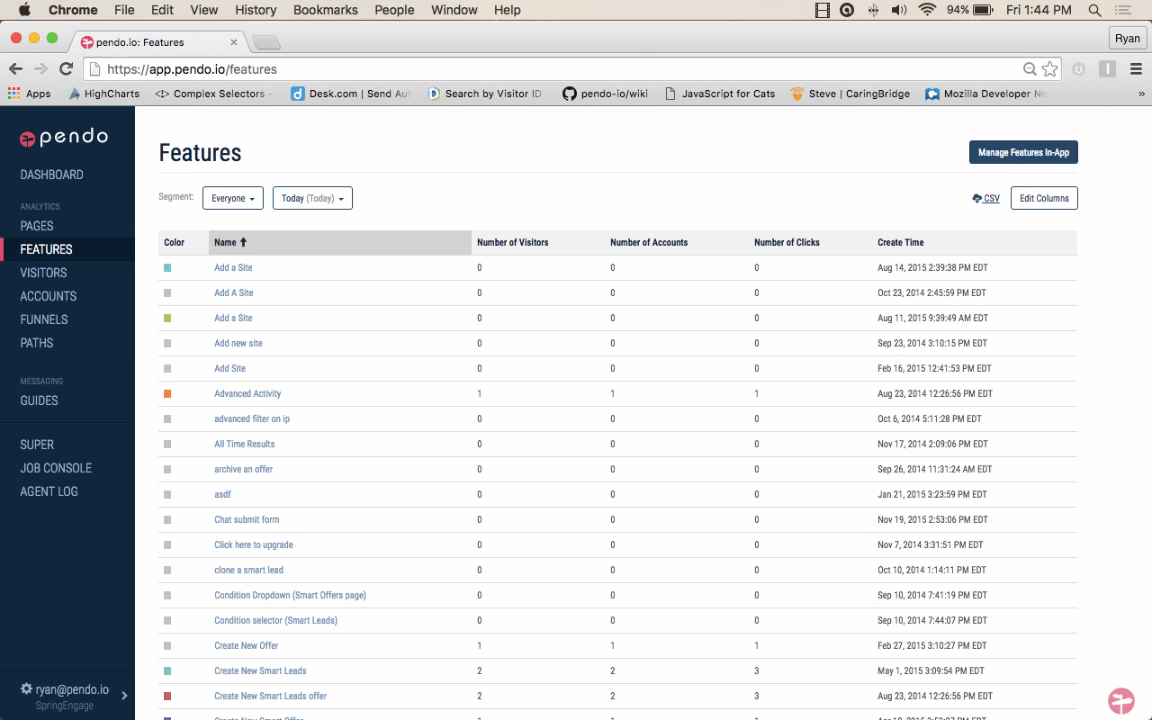 Chrome File Edit View History Bookmarks People Window Help 94% Fri 1:44 PM
pendo.io: Features Ryan
https://app.pendo.io/features
Apps HighCharts Complex Selectors - Desk.com | Send Au Search by Visitor ID pendo-io/wiki JavaScript for Cats Steve | CaringBridge Mozilla Developer Ne »
pendo
DASHBOARD
ANALYTICS
PAGES
FEATURES
VISITORS
ACCOUNTS
FUNNELS
PATHS
MESSAGING
GUIDES
SUPER
JOB CONSOLE
AGENT LOG
ryan@pendo.io
SpringEngage
Features Manage Features In-App
Segment: Everyone Today (Today) CSV Edit Columns
Color Name Number of Visitors Number of Accounts Number of Clicks Create Time
Add a Site 0 0 0 Aug 14, 2015 2:39:38 PM EDT
Add A Site 0 0 0 Oct 23, 2014 2:45:59 PM EDT
Add a Site 0 0 0 Aug 11, 2015 9:39:49 AM EDT
Add new site 0 0 0 Sep 23, 2014 3:10:15 PM EDT
Add Site 0 0 0 Feb 16, 2015 12:41:53 PM EDT
Advanced Activity 1 1 1 Aug 23, 2014 12:26:56 PM EDT
advanced filter on ip 0 0 0 Oct 6, 2014 5:11:28 PM EDT
All Time Results 0 0 0 Nov 17, 2014 2:09:06 PM EDT
archive an offer 0 0 0 Sep 26, 2014 11:31:24 AM EDT
asdf 0 0 0 Jan 21, 2015 3:23:59 PM EDT
Chat submit form 0 0 0 Nov 19, 2015 2:53:06 PM EDT
Click here to upgrade 0 0 0 Nov 7, 2014 3:31:51 PM EDT
clone a smart lead 0 0 0 Oct 10, 2014 1:14:11 PM EDT
Condition Dropdown (Smart Offers page) 0 0 0 Sep 10, 2014 7:41:19 PM EDT
Condition selector (Smart Leads) 0 0 0 Sep 10, 2014 7:44:07 PM EDT
Create New Offer 1 1 1 Feb 27, 2015 3:10:27 PM EDT
Create New Smart Leads 2 2 3 May 1, 2015 3:09:54 PM EDT
Create New Smart Leads offer 2 2 3 Aug 23, 2014 12:26:56 PM EDT